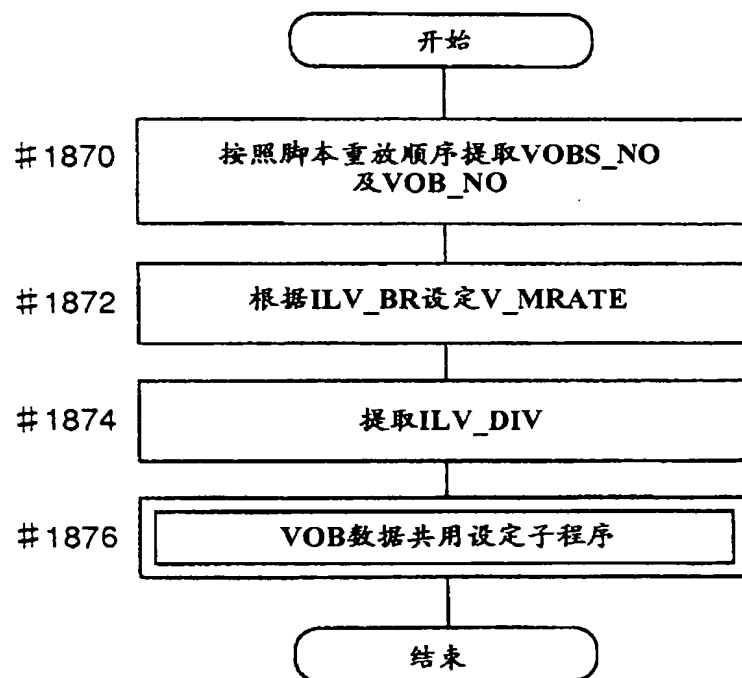 开始
#1870
按照脚本重放顺序提取VOBS_NO
及VOB_NO
#1872
根据ILV_BR设定V_MRATE
#1874
提取ILV_DIV
#1876
VOB数据共用设定子程序
结束